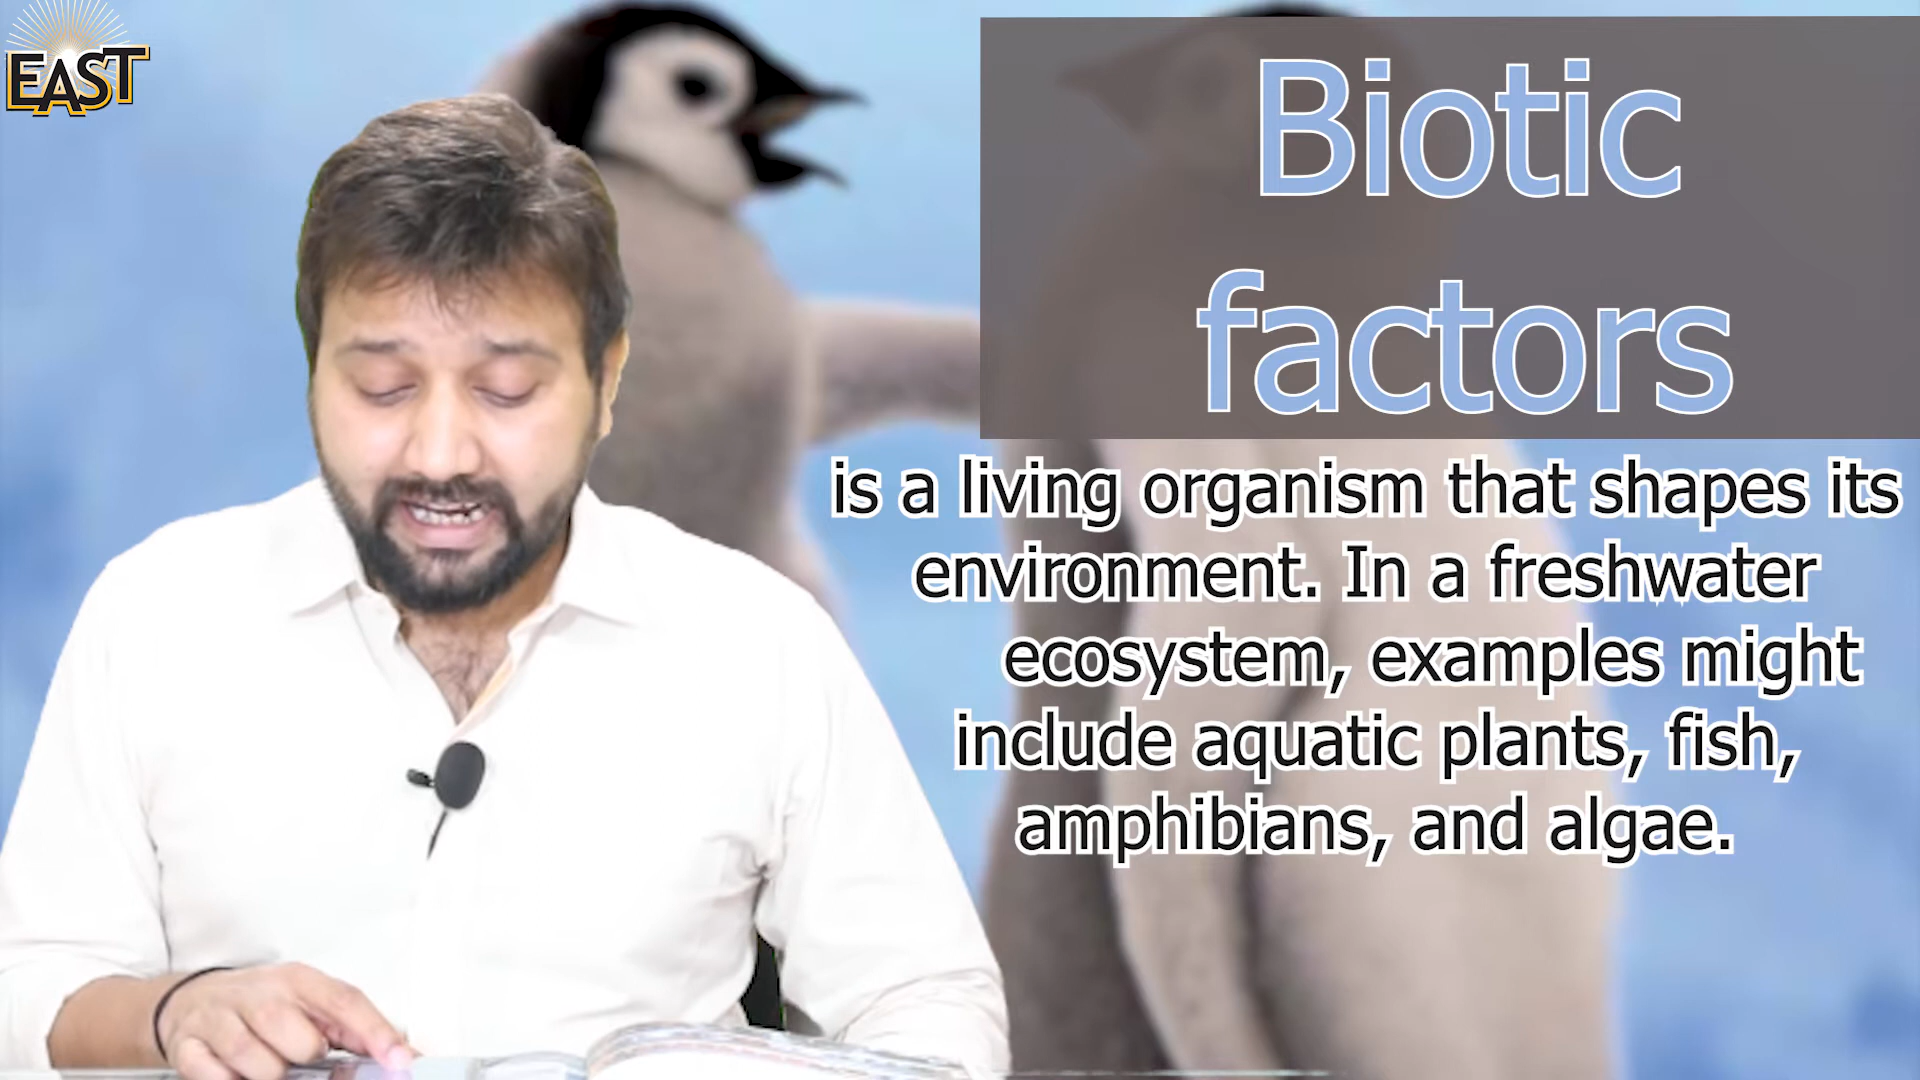 EAST
Biotic
factors
is a living organism that shapes its
environment. In a freshwater
ecosystem, examples might
include aquatic plants, fish,
amphibians, and algae.